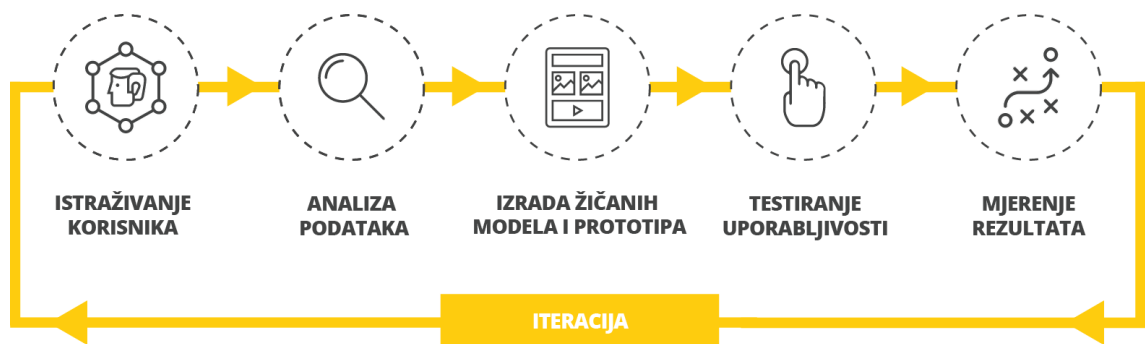 ISTRAŽIVANJE
KORISNIKA
ANALIZA
PODATAKA
IZRADA ŽIČANIH
MODELA I PROTOTIPA
TESTIRANJE
UPORABLJIVOSTI
MJERENJE
REZULTATA
ITERACIJA